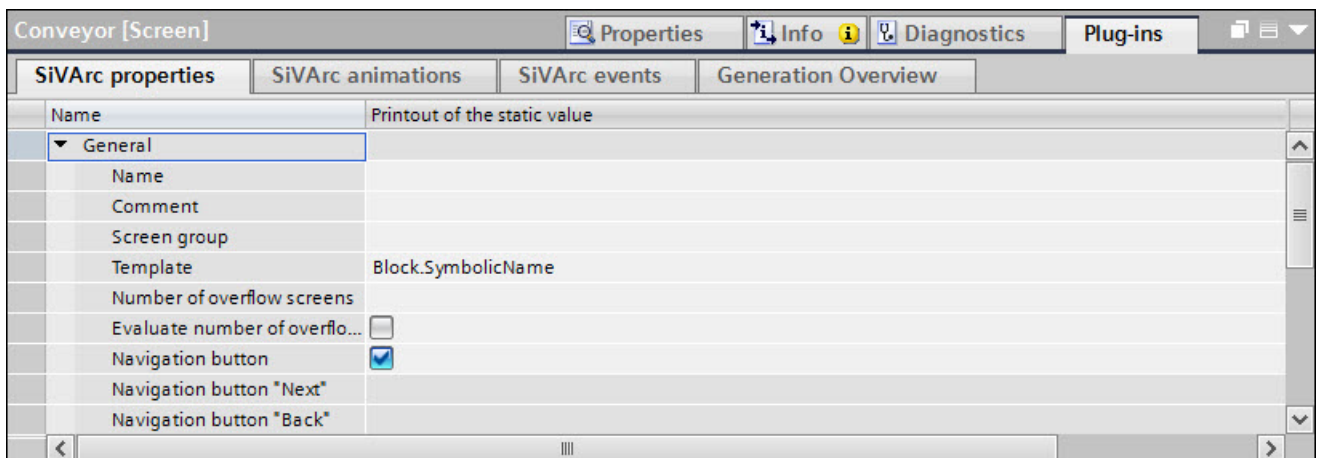 Conveyor [Screen]
Properties
Info
Diagnostics
Plug-ins
SiVArc properties
SiVArc animations
SiVArc events
Generation Overview
Name
Printout of the static value
General
Name
Comment
Screen group
Template
Block.SymbolicName
Number of overflow screens
Evaluate number of overflo...
Navigation button
Navigation button "Next"
Navigation button "Back"